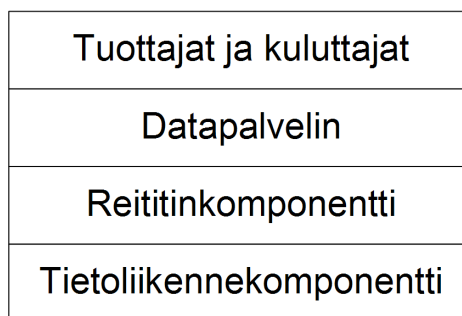 Tuottajat ja kuluttajat
Datapalvelin
Reititinkomponentti
Tietoliikennekomponentti